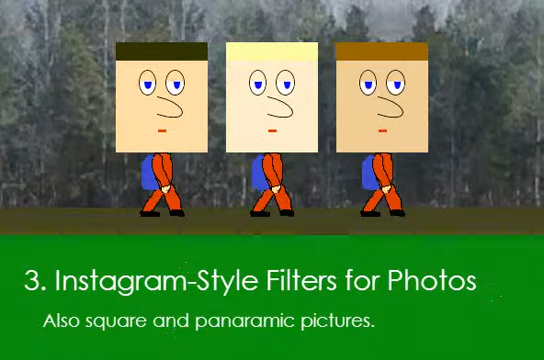 3. Instagram-Style Filters for Photos
Also square and panaramic pictures.